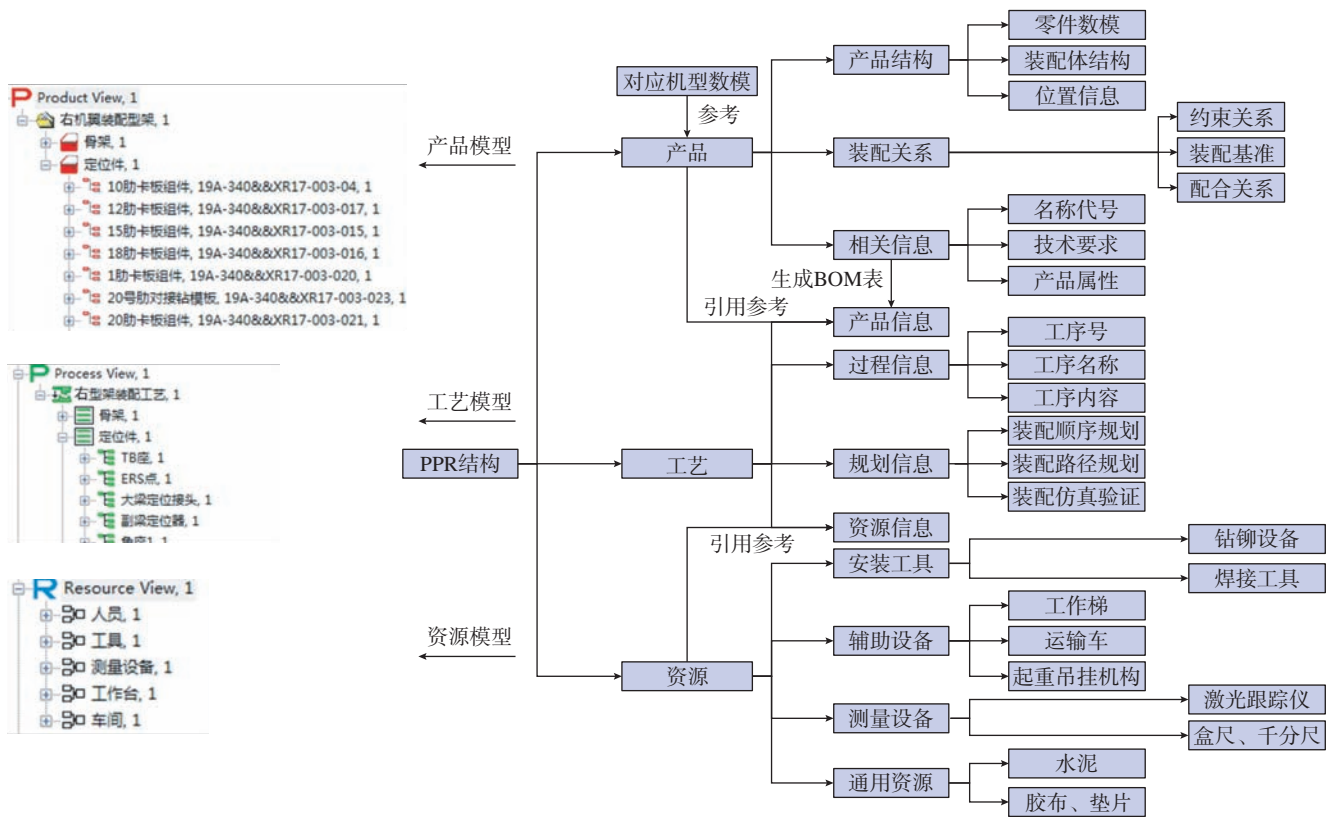 P Product View, 1
右机翼装配型架, 1
骨架, 1
定位件, 1
10肋卡板组件, 19A-340&&XR17-003-04, 1
12肋卡板组件, 19A-340&&XR17-003-017, 1
15肋卡板组件, 19A-340&&XR17-003-015, 1
18肋卡板组件, 19A-340&&XR17-003-016, 1
1肋卡板组件, 19A-340&&XR17-003-020, 1
20号肋对接钻模板, 19A-340&&XR17-003-023, 1
20肋卡板组件, 19A-340&&XR17-003-021, 1
P Process View, 1
右型架装配工艺, 1
骨架, 1
定位件, 1
TB座, 1
ERS点, 1
大梁定位接头, 1
副梁定位器, 1
角座1, 1
R Resource View, 1
人员, 1
工具, 1
测量设备, 1
工作台, 1
车间, 1
产品模型
工艺模型
资源模型
PPR结构
对应机型数模
参考
产品
产品结构
零件数模
装配体结构
位置信息
装配关系
约束关系
装配基准
配合关系
相关信息
名称代号
技术要求
产品属性
生成BOM表
引用参考
产品信息
过程信息
工序号
工序名称
工序内容
工艺
规划信息
装配顺序规划
装配路径规划
装配仿真验证
资源信息
引用参考
资源
安装工具
钻铆设备
焊接工具
辅助设备
工作梯
运输车
起重吊挂机构
测量设备
激光跟踪仪
盒尺、千分尺
通用资源
水泥
胶布、垫片